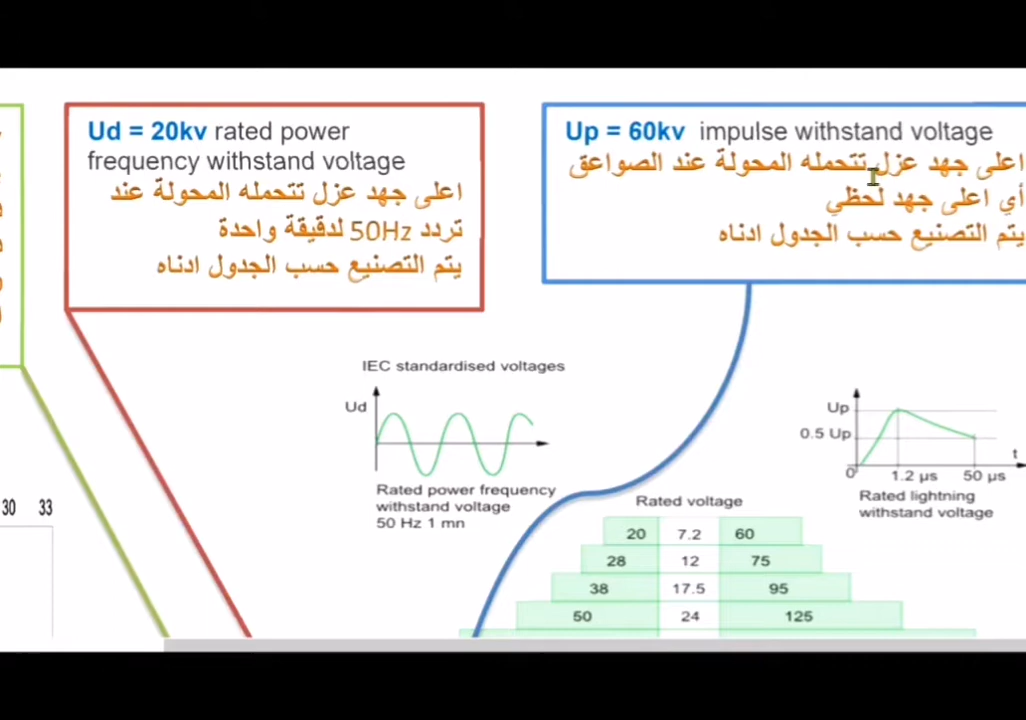 Ud = 20kv rated power
frequency withstand voltage
اعلى جهد عزل تتحمله المحولة عند
تردد 50Hz لدقيقة واحدة
يتم التصنيع حسب الجدول ادناه
Up = 60kv impulse withstand voltage
اعلى جهد عزل تتحمله المحولة عند الصواعق
أي اعلى جهد لحظي
يتم التصنيع حسب الجدول ادناه
IEC standardised voltages
Ud
Rated power frequency
withstand voltage
50 Hz 1 mn
Up
0.5 Up
0
t
1.2 µs 50 µs
Rated lightning
withstand voltage
Rated voltage
20 7.2 60
28 12 75
38 17.5 95
50 24 125
30 33